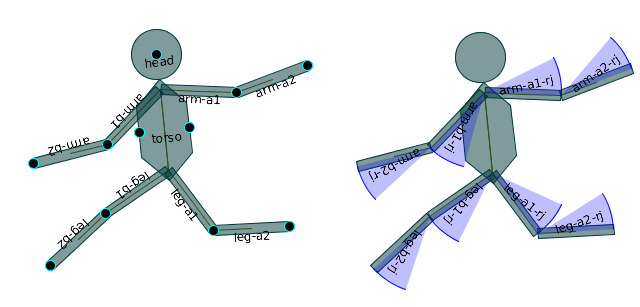 head
arm-a1
arm-a2
arm-b1
arm-b2
torso
leg-b1
leg-b2
leg-a1
leg-a2
arm-a1-rj
arm-a2-rj
arm-b1-rj
arm-b2-rj
leg-b1-rj
leg-b2-rj
leg-a1-rj
leg-a2-rj